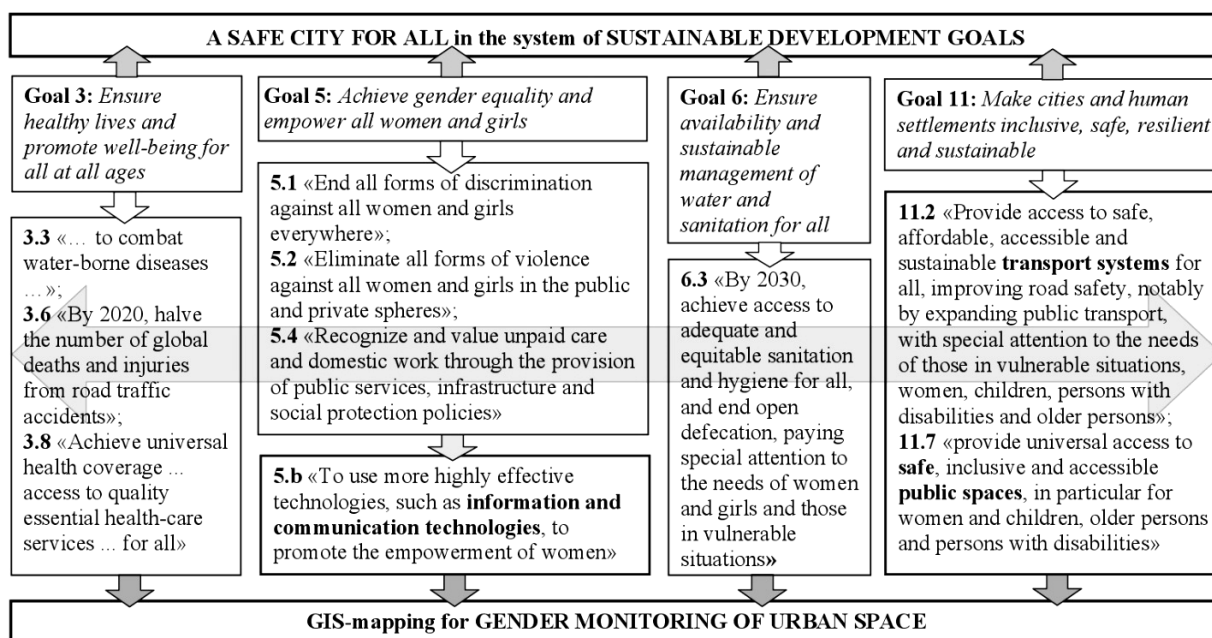 A SAFE CITY FOR ALL in the system of SUSTAINABLE DEVELOPMENT GOALS
Goal 3: Ensure
healthy lives and
promote well-being for
all at all ages
3.3 «… to combat
water-borne diseases
…»;
3.6 «By 2020, halve
the number of global
deaths and injuries
from road traffic
accidents»;
3.8 «Achieve universal
health coverage ...
access to quality
essential health-care
services ... for all»
Goal 5: Achieve gender equality and
empower all women and girls
5.1 «End all forms of discrimination
against all women and girls
everywhere»;
5.2 «Eliminate all forms of violence
against all women and girls in the public
and private spheres»;
5.4 «Recognize and value unpaid care
and domestic work through the provision
of public services, infrastructure and
social protection policies»
5.b «To use more highly effective
technologies, such as information and
communication technologies, to
promote the empowerment of women»
Goal 6: Ensure
availability and
sustainable
management of
water and
sanitation for all
6.3 «By 2030,
achieve access to
adequate and
equitable sanitation
and hygiene for all,
and end open
defecation, paying
special attention to
the needs of women
and girls and those
in vulnerable
situations»
Goal 11: Make cities and human
settlements inclusive, safe, resilient
and sustainable
11.2 «Provide access to safe,
affordable, accessible and
sustainable transport systems for
all, improving road safety, notably
by expanding public transport,
with special attention to the needs
of those in vulnerable situations,
women, children, persons with
disabilities and older persons»;
11.7 «provide universal access to
safe, inclusive and accessible
public spaces, in particular for
women and children, older persons
and persons with disabilities»
GIS-mapping for GENDER MONITORING OF URBAN SPACE